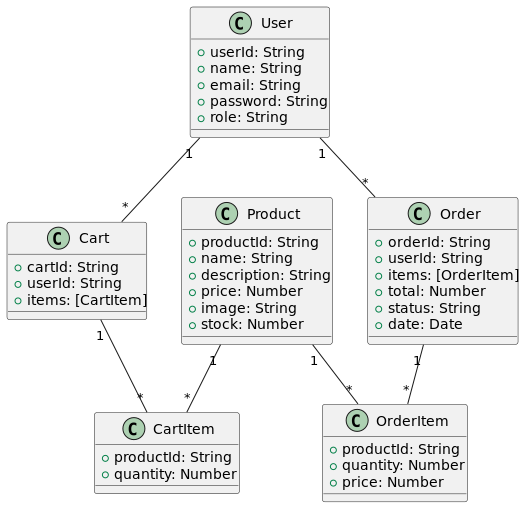 C User
userId: String
name: String
email: String
password: String
role: String
1
1
*
*
C Cart
cartId: String
userId: String
items: [CartItem]
C Product
productId: String
name: String
description: String
price: Number
image: String
stock: Number
C Order
orderId: String
userId: String
items: [OrderItem]
total: Number
status: String
date: Date
1
1
1
1
*
*
*
*
C CartItem
productId: String
quantity: Number
C OrderItem
productId: String
quantity: Number
price: Number